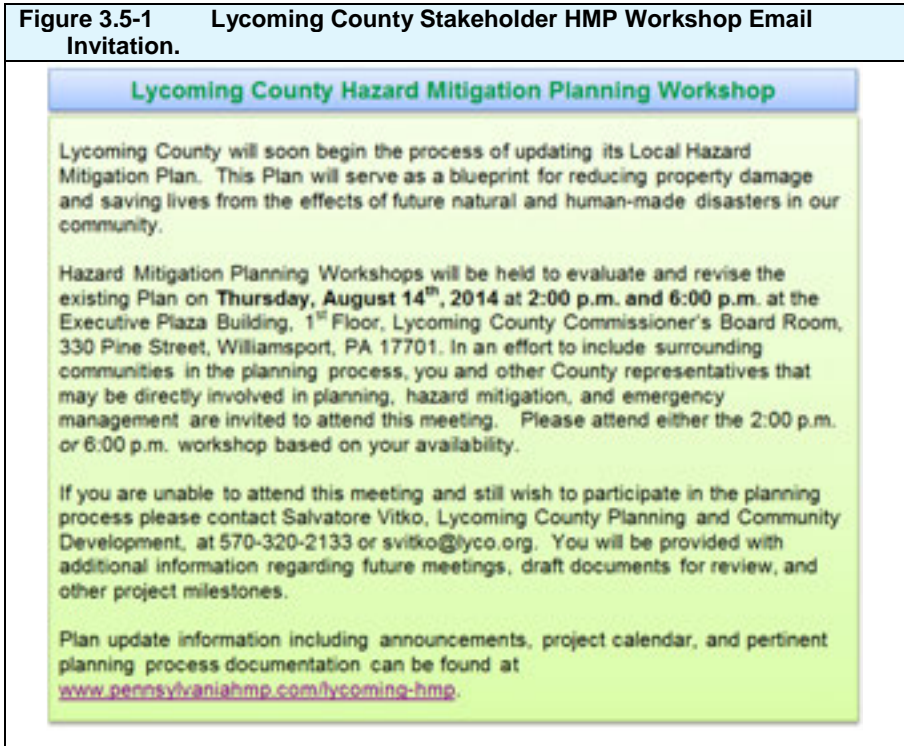 Figure 3.5-1 Lycoming County Stakeholder HMP Workshop Email
Invitation.
Lycoming County Hazard Mitigation Planning Workshop
Lycoming County will soon begin the process of updating its Local Hazard
Mitigation Plan. This Plan will serve as a blueprint for reducing property damage
and saving lives from the effects of future natural and human-made disasters in our
community.
Hazard Mitigation Planning Workshops will be held to evaluate and revise the
existing Plan on Thursday, August 14th, 2014 at 2:00 p.m. and 6:00 p.m. at the
Executive Plaza Building, 1st Floor, Lycoming County Commissioner's Board Room,
330 Pine Street, Williamsport, PA 17701. In an effort to include surrounding
communities in the planning process, you and other County representatives that
may be directly involved in planning, hazard mitigation, and emergency
management are invited to attend this meeting. Please attend either the 2:00 p.m.
or 6:00 p.m. workshop based on your availability.
If you are unable to attend this meeting and still wish to participate in the planning
process please contact Salvatore Vitko, Lycoming County Planning and Community
Development, at 570-320-2133 or svitko@lyco.org. You will be provided with
additional information regarding future meetings, draft documents for review, and
other project milestones.
Plan update information including announcements, project calendar, and pertinent
planning process documentation can be found at
www.pennsylvaniahmp.com/lycoming-hmp.